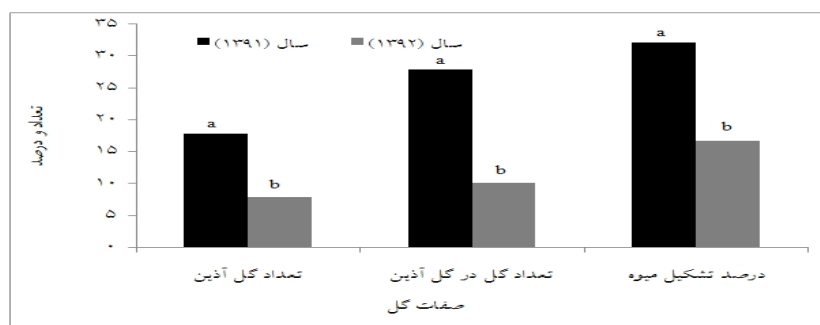 ۳۵
۳۰
۲۵
۲۰
۱۵
۱۰
۵
۰
تعداد و درصد
سال (۱۳۹۱)
سال (۱۳۹۲)
a
b
a
b
a
b
تعداد گل آذین
تعداد گل در گل آذین
درصد تشکیل میوه
صفات گل